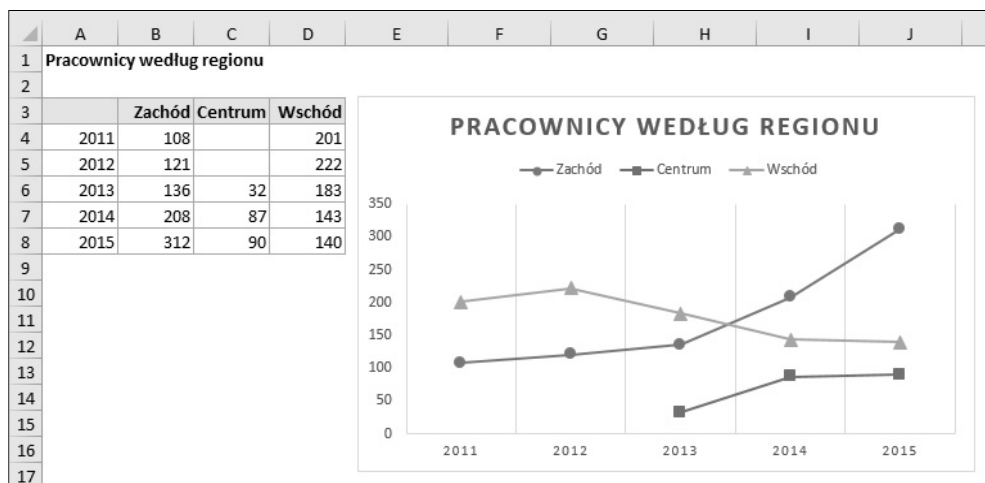 A B C D E F G H I J
1 Pracownicy według regionu
2
3 Zachód Centrum Wschód
4 2011 108 201
5 2012 121 222
6 2013 136 32 183
7 2014 208 87 143
8 2015 312 90 140
9
10
11
12
13
14
15
16
17
PRACOWNICY WEDŁUG REGIONU
Zachód Centrum Wschód
350
300
250
200
150
100
50
0
2011 2012 2013 2014 2015